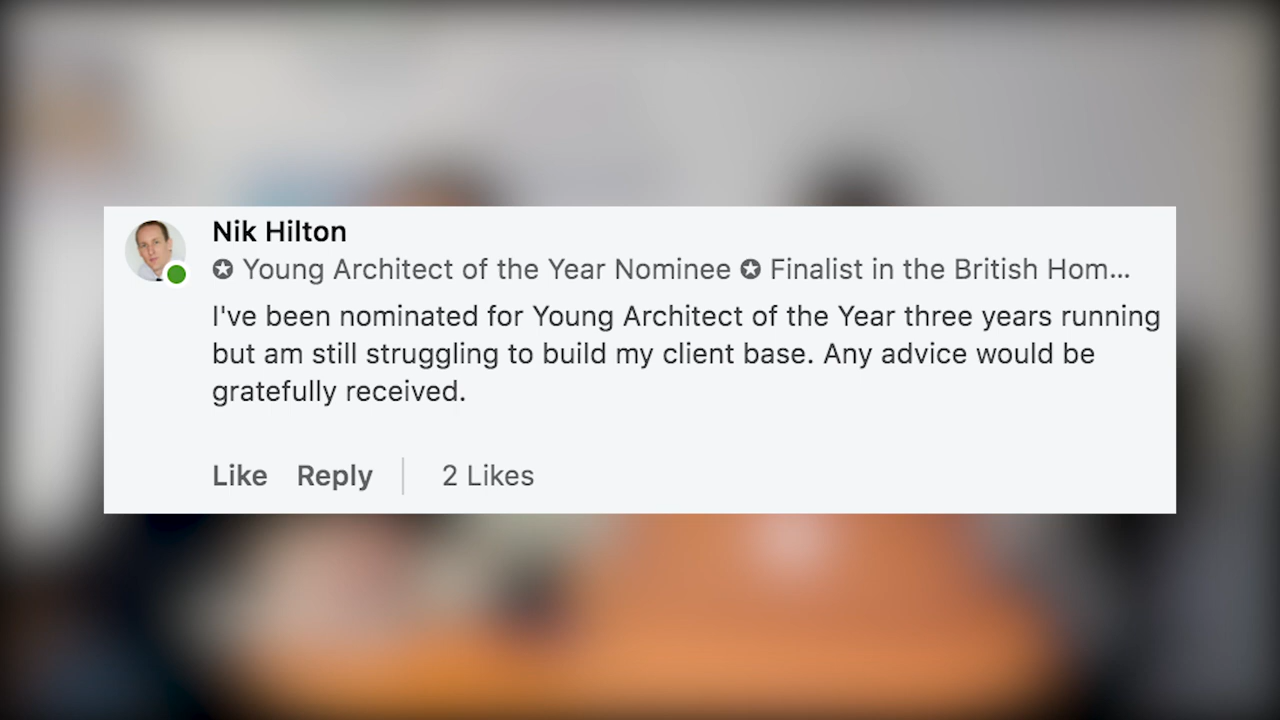 Nik Hilton
✪ Young Architect of the Year Nominee ✪ Finalist in the British Hom...
I've been nominated for Young Architect of the Year three years running
but am still struggling to build my client base. Any advice would be
gratefully received.
Like Reply 2 Likes